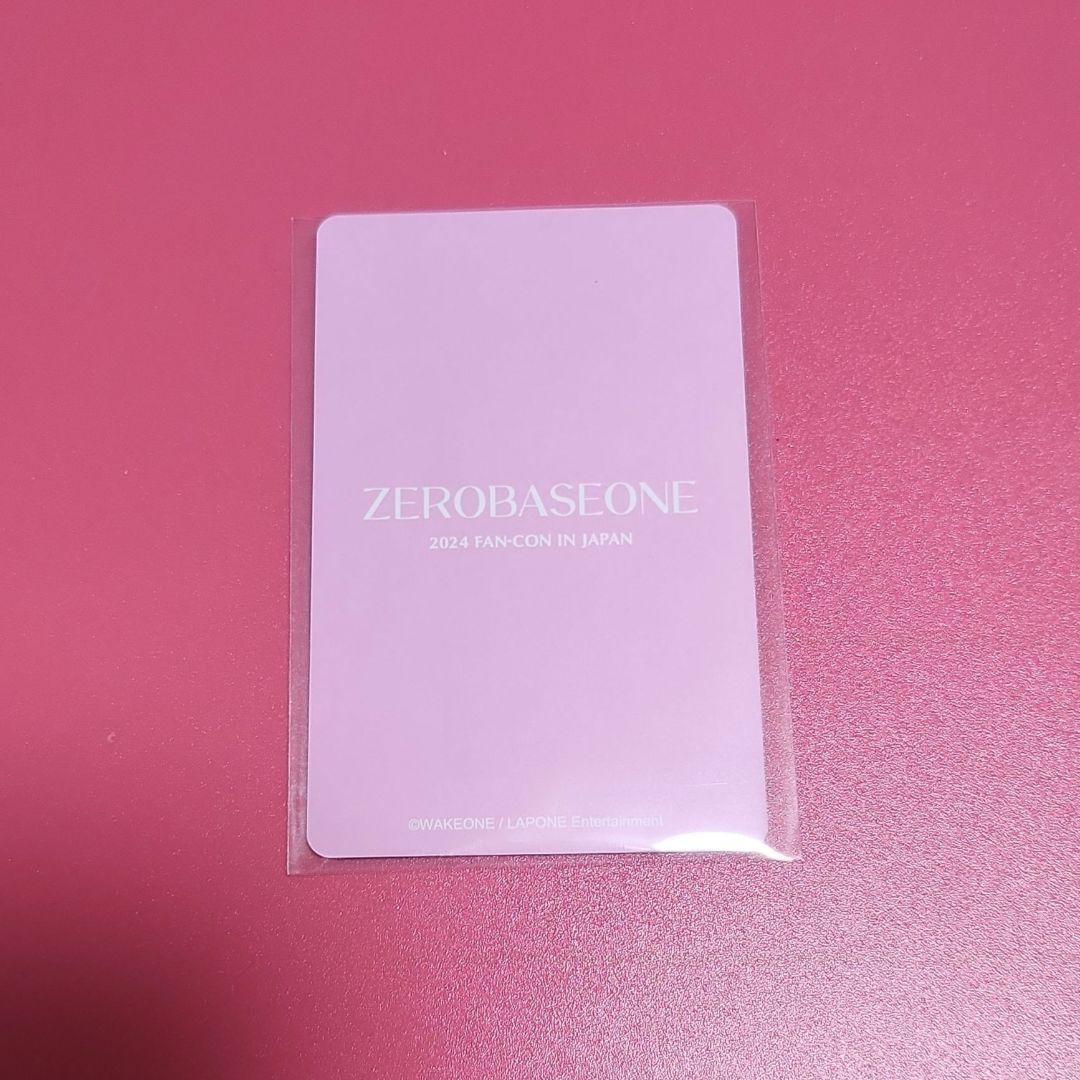 ZEROBASEONE
2024 FAN-CON IN JAPAN
©WAKEONE / LAPONE Entertainment